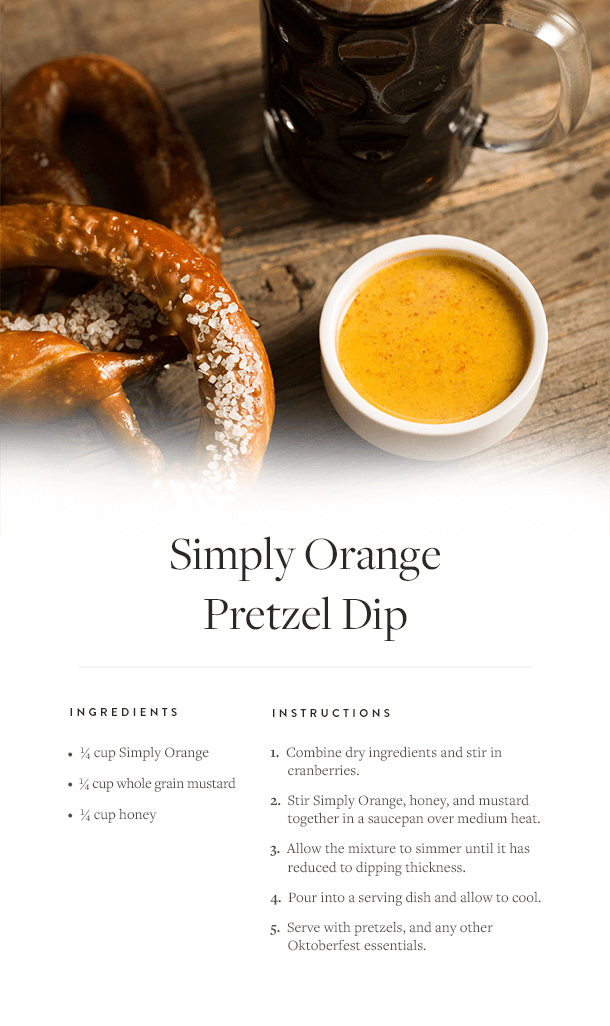 Simply Orange
Pretzel Dip
INGREDIENTS
• ¼ cup Simply Orange
• ¼ cup whole grain mustard
• ¼ cup honey
INSTRUCTIONS
1. Combine dry ingredients and stir in
cranberries.
2. Stir Simply Orange, honey, and mustard
together in a saucepan over medium heat.
3. Allow the mixture to simmer until it has
reduced to dipping thickness.
4. Pour into a serving dish and allow to cool.
5. Serve with pretzels, and any other
Oktoberfest essentials.